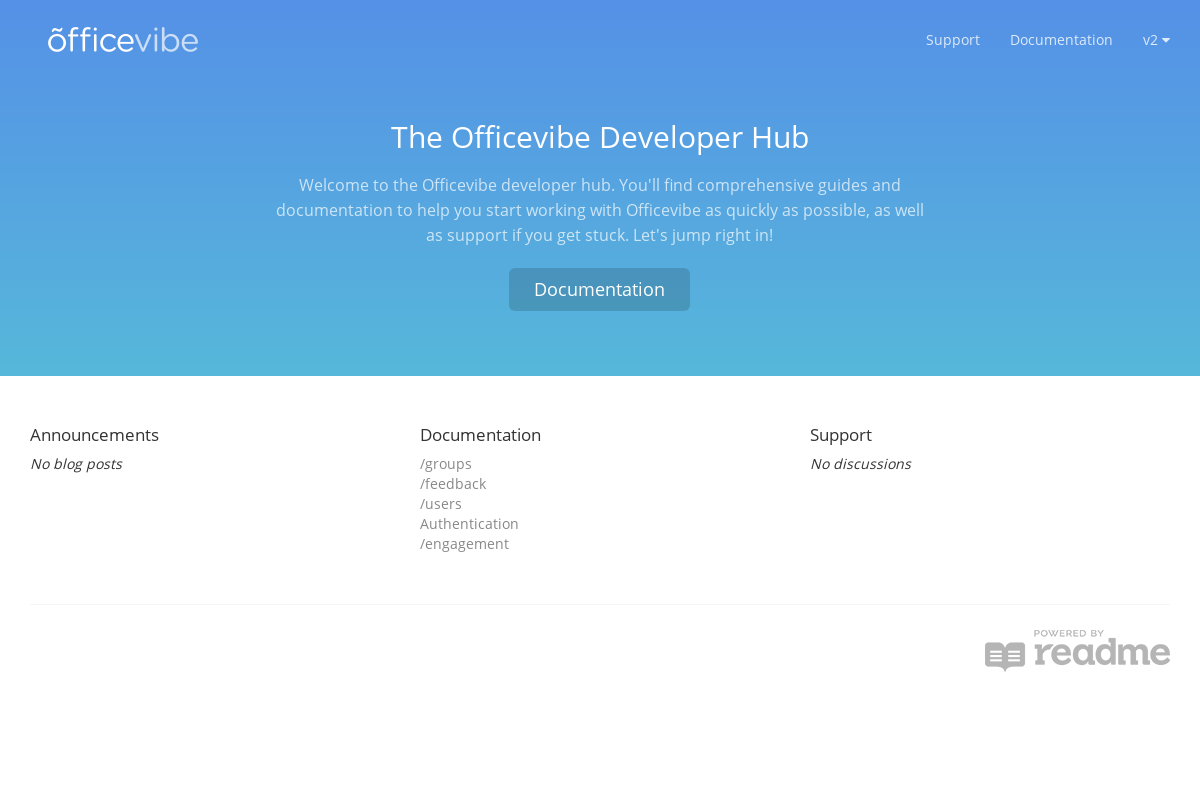 õfficevibe
Support
Documentation
v2
The Officevibe Developer Hub
Welcome to the Officevibe developer hub. You'll find comprehensive guides and
documentation to help you start working with Officevibe as quickly as possible, as well
as support if you get stuck. Let's jump right in!
Documentation
Announcements
No blog posts
Documentation
/groups
/feedback
/users
Authentication
/engagement
Support
No discussions
POWERED BY
readme